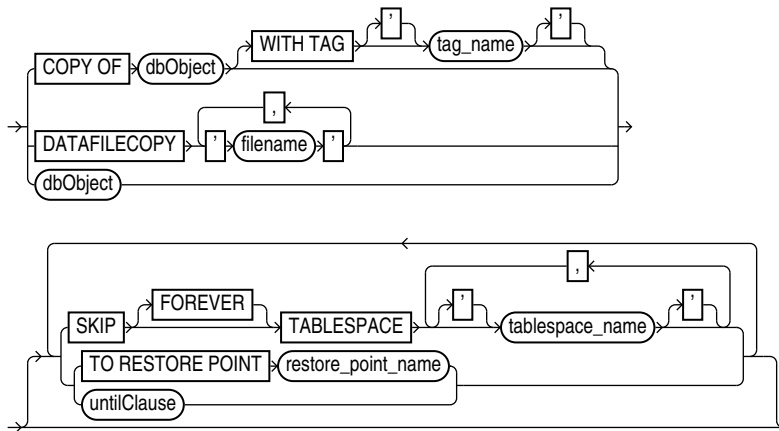 ' '
WITH TAG tag_name
COPY OF dbObject
,
DATAFILECOPY ' filename '
dbObject
,
FOREVER ' '
SKIP TABLESPACE tablespace_name
TO RESTORE POINT restore_point_name
untilClause